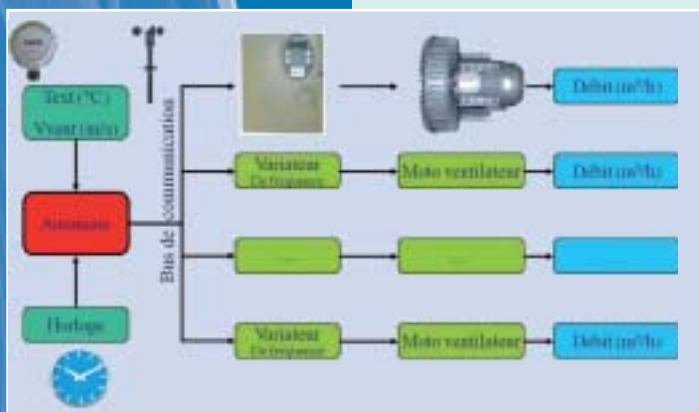 Text (°C)
Vvent (m/s)
Automate
Horloge
Bus de communication
Débit (m³/h)
Variateur
De fréquence
Moto ventilateur
Débit (m³/h)
Variateur
De fréquence
Moto ventilateur
Débit (m³/h)